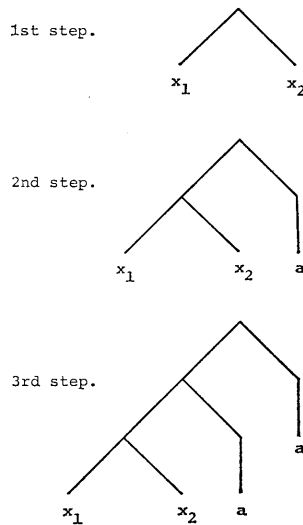 1st step.
x1 x2
2nd step.
x1 x2 a
3rd step.
a
x1 x2 a